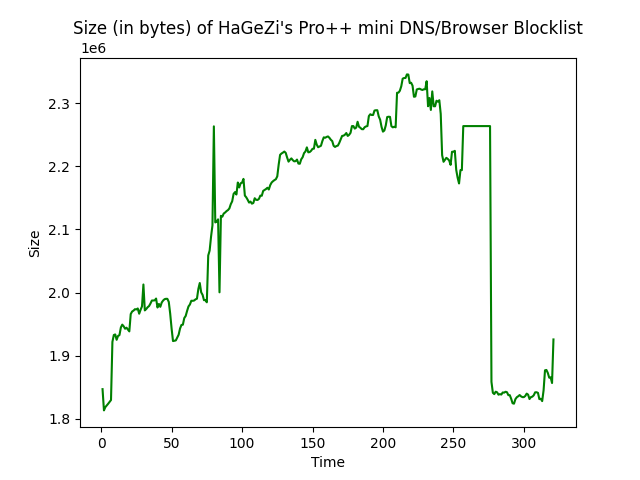 Size (in bytes) of HaGeZi's Pro++ mini DNS/Browser Blocklist
1e6
2.3
2.2
2.1
2.0
1.9
1.8
Size
0 50 100 150 200 250 300
Time